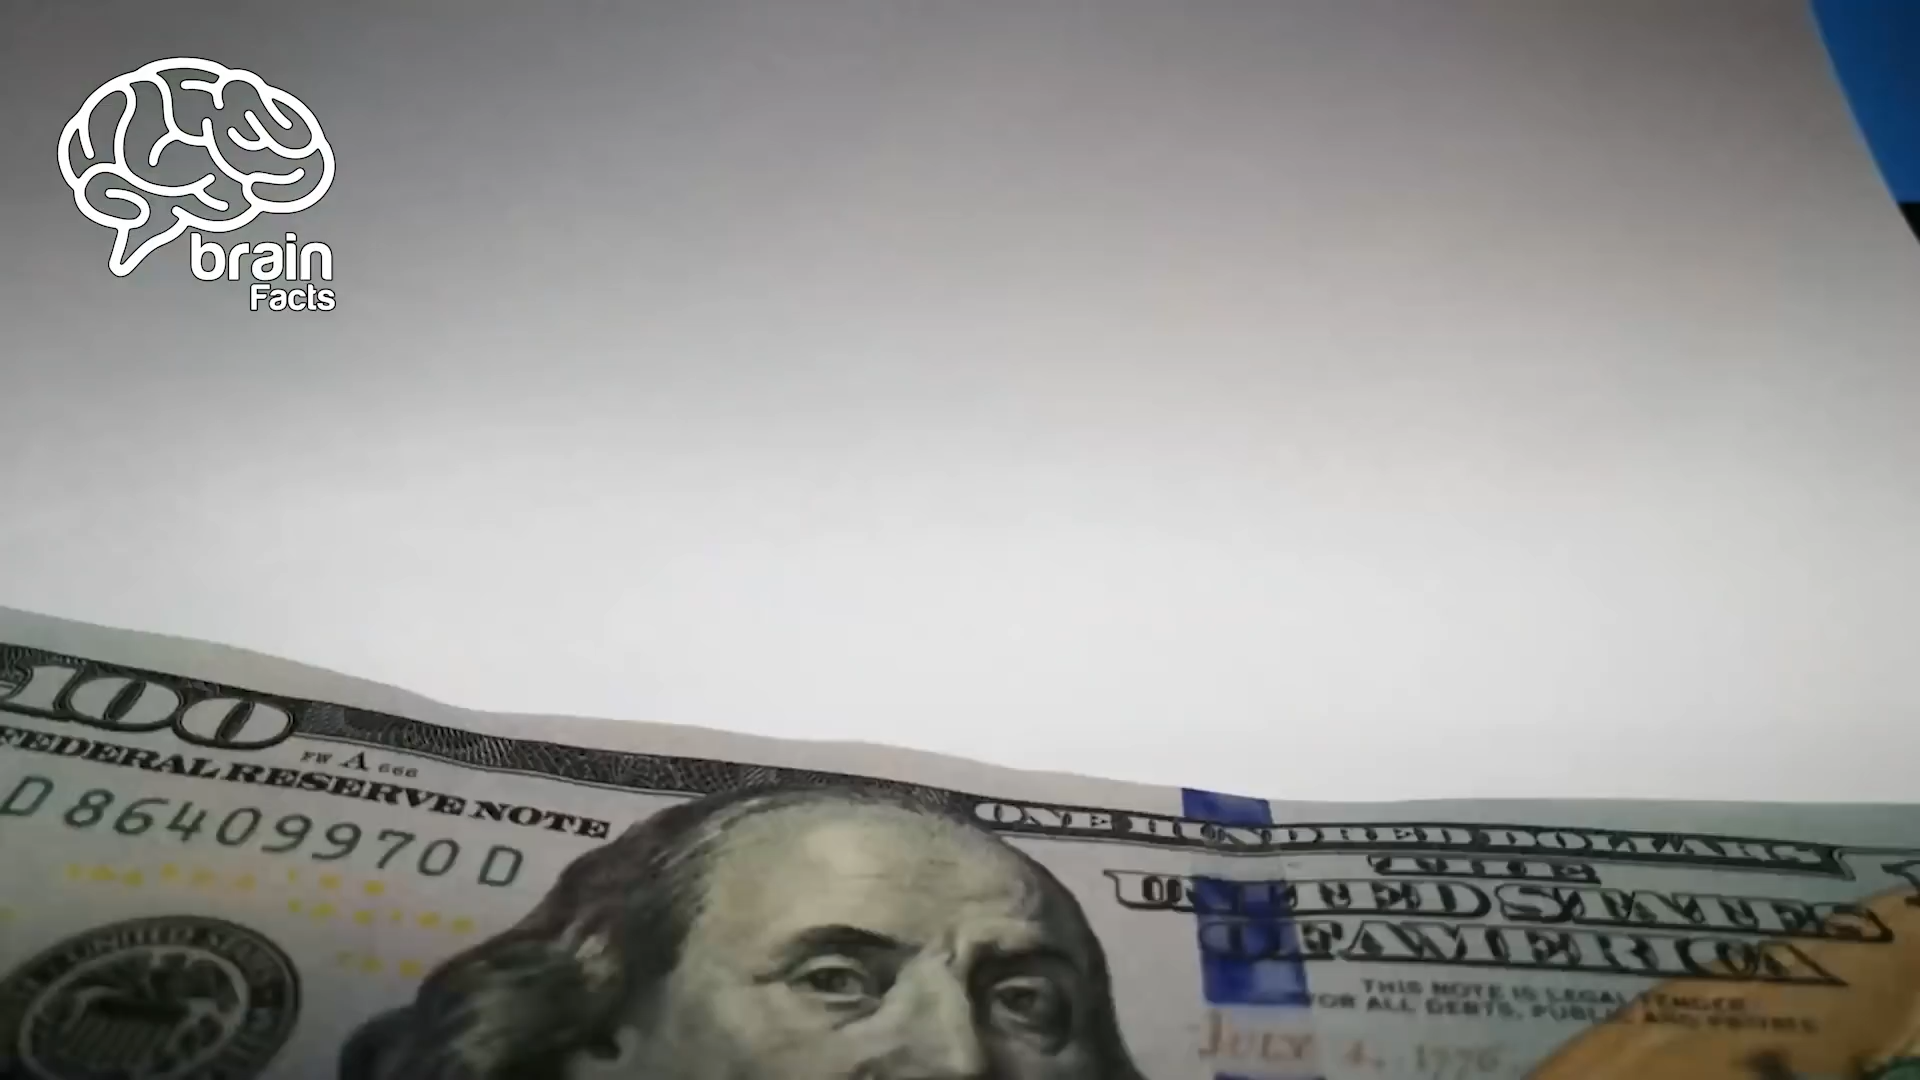 brain
Facts
100
FW A 666
FEDERAL RESERVE NOTE
D 86409970 D
ONE HUNDRED DOLLARS
THE
UNITED STATES
OF AMERICA
THIS NOTE IS LEGAL TENDER
FOR ALL DEBTS, PUBLIC AND PRIVATE
JULY 4, 1776